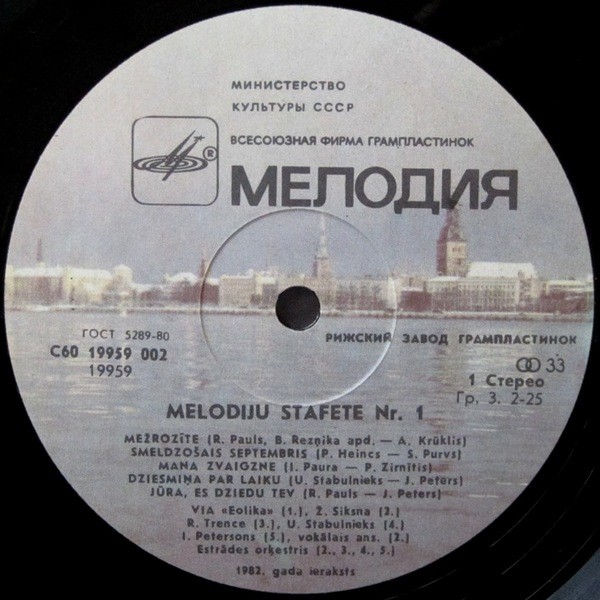 МИНИСТЕРСТВО
КУЛЬТУРЫ СССР
ВСЕСОЮЗНАЯ ФИРМА ГРАМПЛАСТИНОК
® МЕЛОДИЯ
ГОСТ 5289-80
РИЖСКИЙ ЗАВОД ГРАМПЛАСТИНОК
С60 19959 002
33
19959
1 Стерео
Гр. 3. 2-25
MELODIJU STAFETE Nr. 1
MEŽROZĪTE (R. Pauls, B. Rezņika apd. — A. Krūklis)
SMELDZOŠAIS SEPTEMBRIS (P. Heincs — S. Purvs)
MANA ZVAIGZNE (I. Paura — P. Zirnītis)
DZIESMIŅA PAR LAIKU (U. Stabulnieks — J. Peters)
JŪRA, ES DZIEDU TEV (R. Pauls — J. Peters)
VIA «Eolika» (1.), Ž. Siksna (2.)
R. Trence (3.), U. Stabulnieks (4.)
I. Petersons (5.), vokālais ans. (2.)
Estrādes orķestris (2., 3., 4., 5.)
1982. gada ieraksts